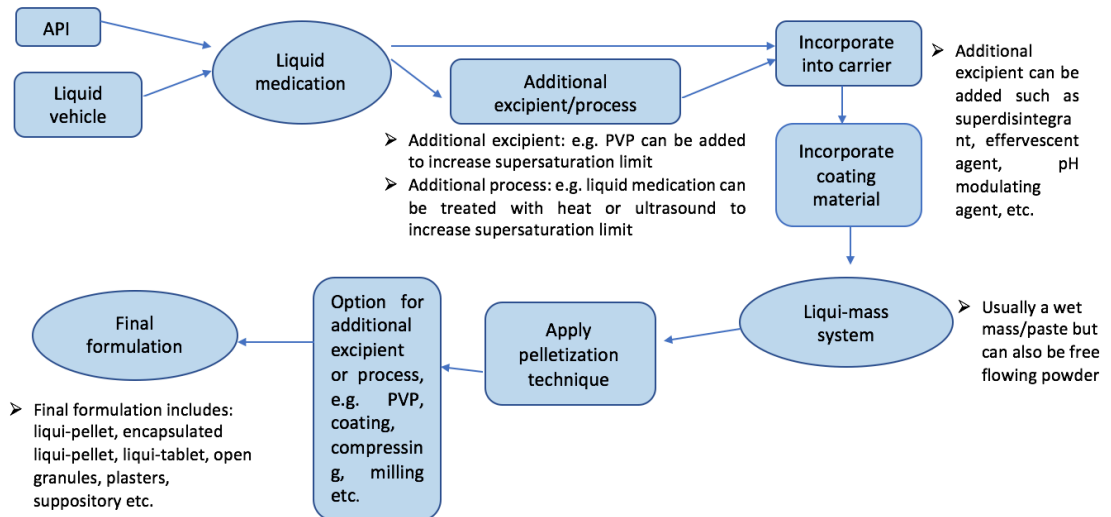 API
Liquid
vehicle
Liquid
medication
Additional
excipient/process
➢ Additional excipient: e.g. PVP can be added
to increase supersaturation limit
➢ Additional process: e.g. liquid medication can
be treated with heat or ultrasound to
increase supersaturation limit
Incorporate
into carrier
➢ Additional
excipient can be
added such as
superdisintegra
nt, effervescent
agent, pH
modulating
agent, etc.
Incorporate
coating
material
Liqui-mass
system
➢ Usually a wet
mass/paste but
can also be free
flowing powder
Apply
pelletization
technique
Option for
additional
excipient
or process,
e.g. PVP,
coating,
compressin
g, milling
etc.
Final
formulation
➢ Final formulation includes:
liqui-pellet, encapsulated
liqui-pellet, liqui-tablet, open
granules, plasters,
suppository etc.